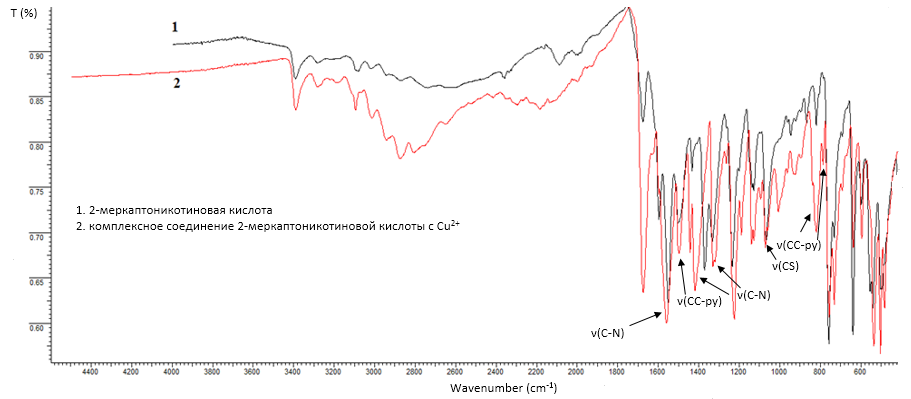 T (%)
1
0.90
2
0.85
0.80
0.75
1. 2-меркаптоникотиновая кислота
2. комплексное соединение 2-меркаптоникотиновой кислоты с Cu²⁺
0.70
ν(CC-py)
ν(CS)
ν(C-N)
ν(CC-py)
0.60
ν(C-N)
4400 4200 4000 3800 3600 3400 3200 3000 2800 2600 2400 2200 2000 1800 1600 1400 1200 1000 800 600
Wavenumber (cm⁻¹)